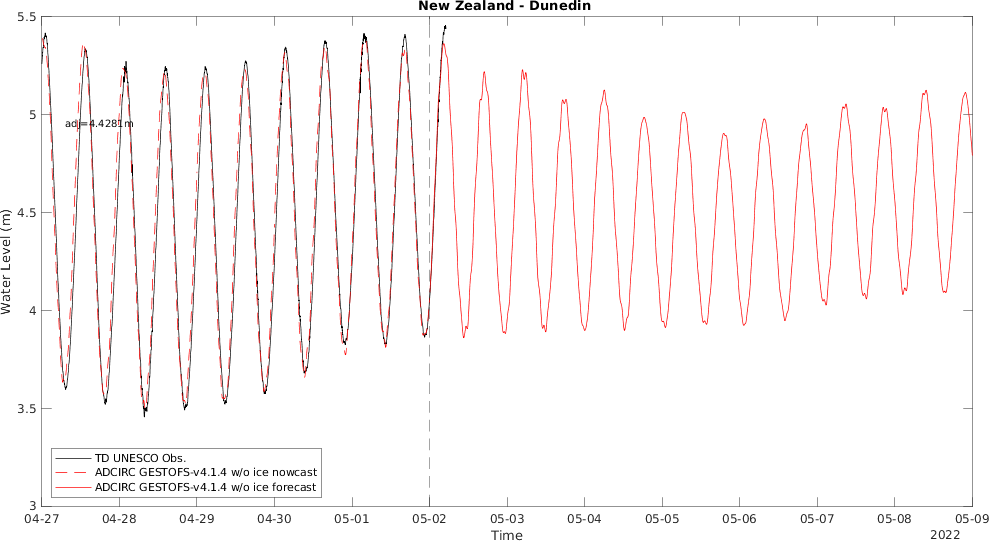 New Zealand - Dunedin
5.5
5
4.5
4
3.5
3
Water Level (m)
adj=4.4281m
TD UNESCO Obs.
ADCIRC GESTOFS-v4.1.4 w/o ice nowcast
ADCIRC GESTOFS-v4.1.4 w/o ice forecast
04-27 04-28 04-29 04-30 05-01 05-02 05-03 05-04 05-05 05-06 05-07 05-08 05-09
Time
2022